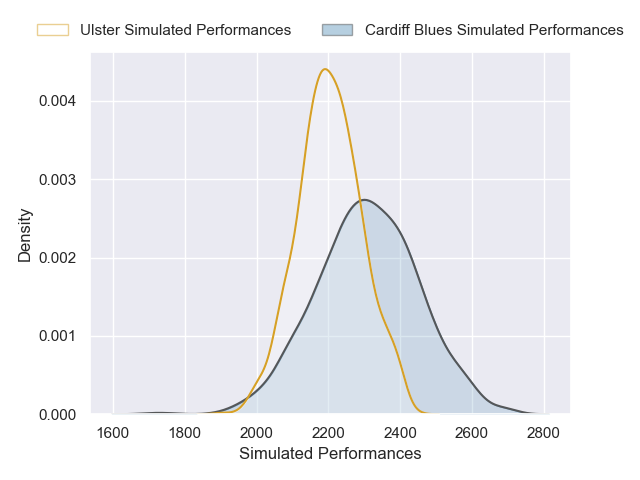 Ulster Simulated Performances
Cardiff Blues Simulated Performances
0.004
0.003
0.002
0.001
0.000
Density
1600 1800 2000 2200 2400 2600 2800
Simulated Performances